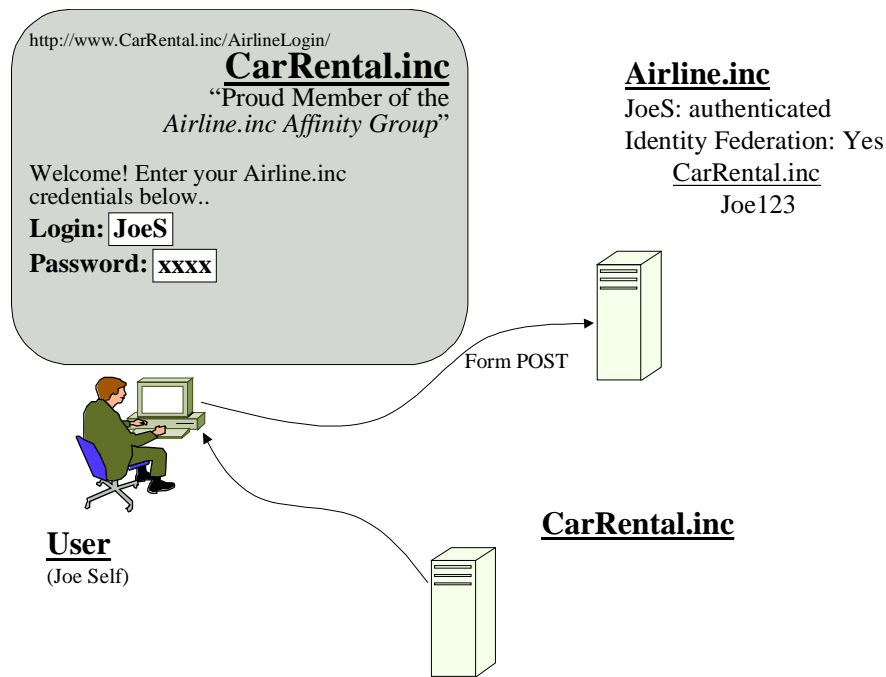 http://www.CarRental.inc/AirlineLogin/
CarRental.inc
“Proud Member of the
Airline.inc Affinity Group”
Welcome! Enter your Airline.inc
credentials below..
Login: JoeS
Password: xxxx
Airline.inc
JoeS: authenticated
Identity Federation: Yes
CarRental.inc
Joe123
Form POST
CarRental.inc
User
(Joe Self)